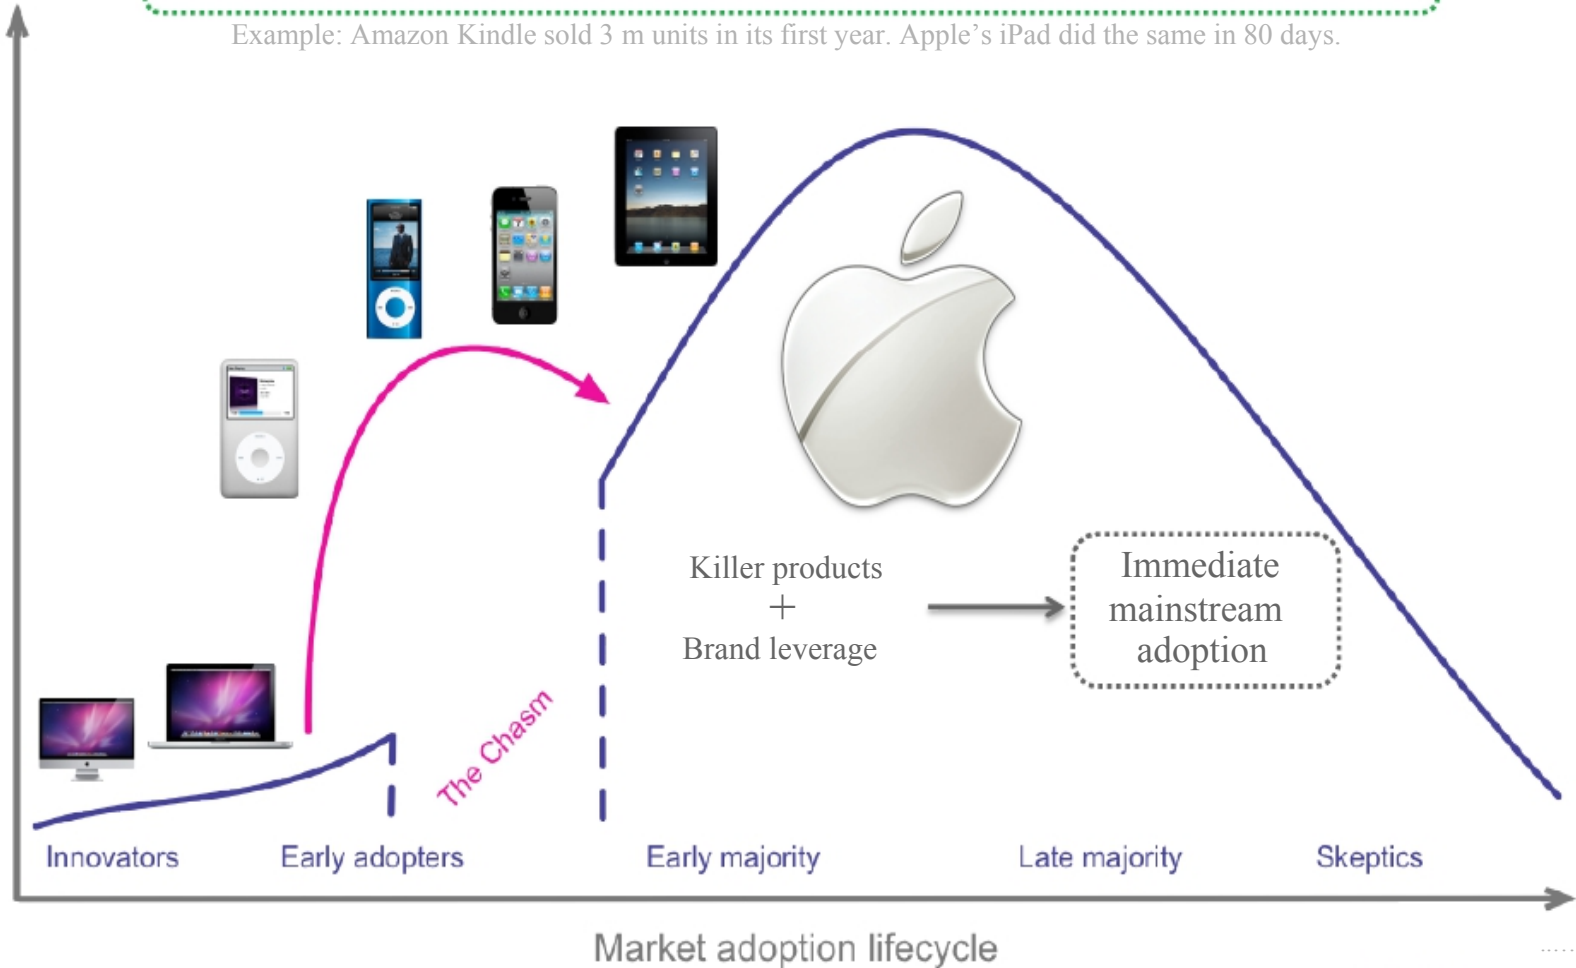 Example: Amazon Kindle sold 3 m units in its first year. Apple’s iPad did the same in 80 days.
Killer products
+
Brand leverage
Immediate
mainstream
adoption
The Chasm
Innovators
Early adopters
Early majority
Late majority
Skeptics
Market adoption lifecycle